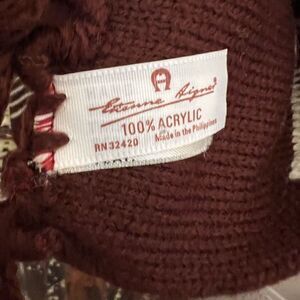 Etienne Aigner®
100% ACRYLIC
RN 32420 Made in the Philippines